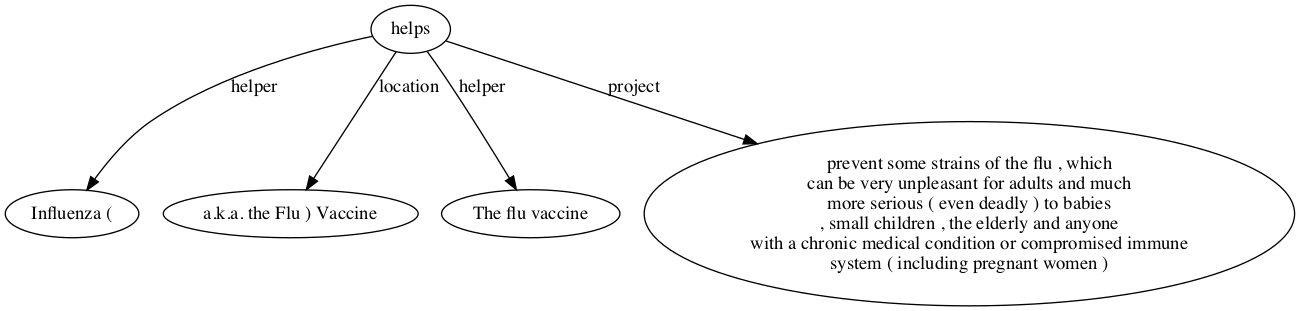 helps
helper
location
helper
project
Influenza (
a.k.a. the Flu ) Vaccine
The flu vaccine
prevent some strains of the flu , which
can be very unpleasant for adults and much
more serious ( even deadly ) to babies
, small children , the elderly and anyone
with a chronic medical condition or compromised immune
system ( including pregnant women )